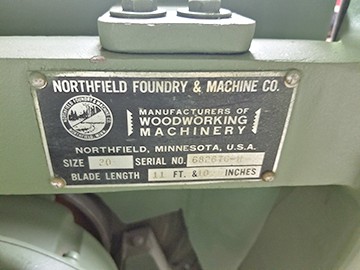 NORTHFIELD FOUNDRY & MACHINE CO.
MANUFACTURERS OF
WOODWORKING
MACHINERY
NORTHFIELD, MINNESOTA, U.S.A.
SIZE 20 SERIAL NO.
BLADE LENGTH 11 FT. & 10 INCHES